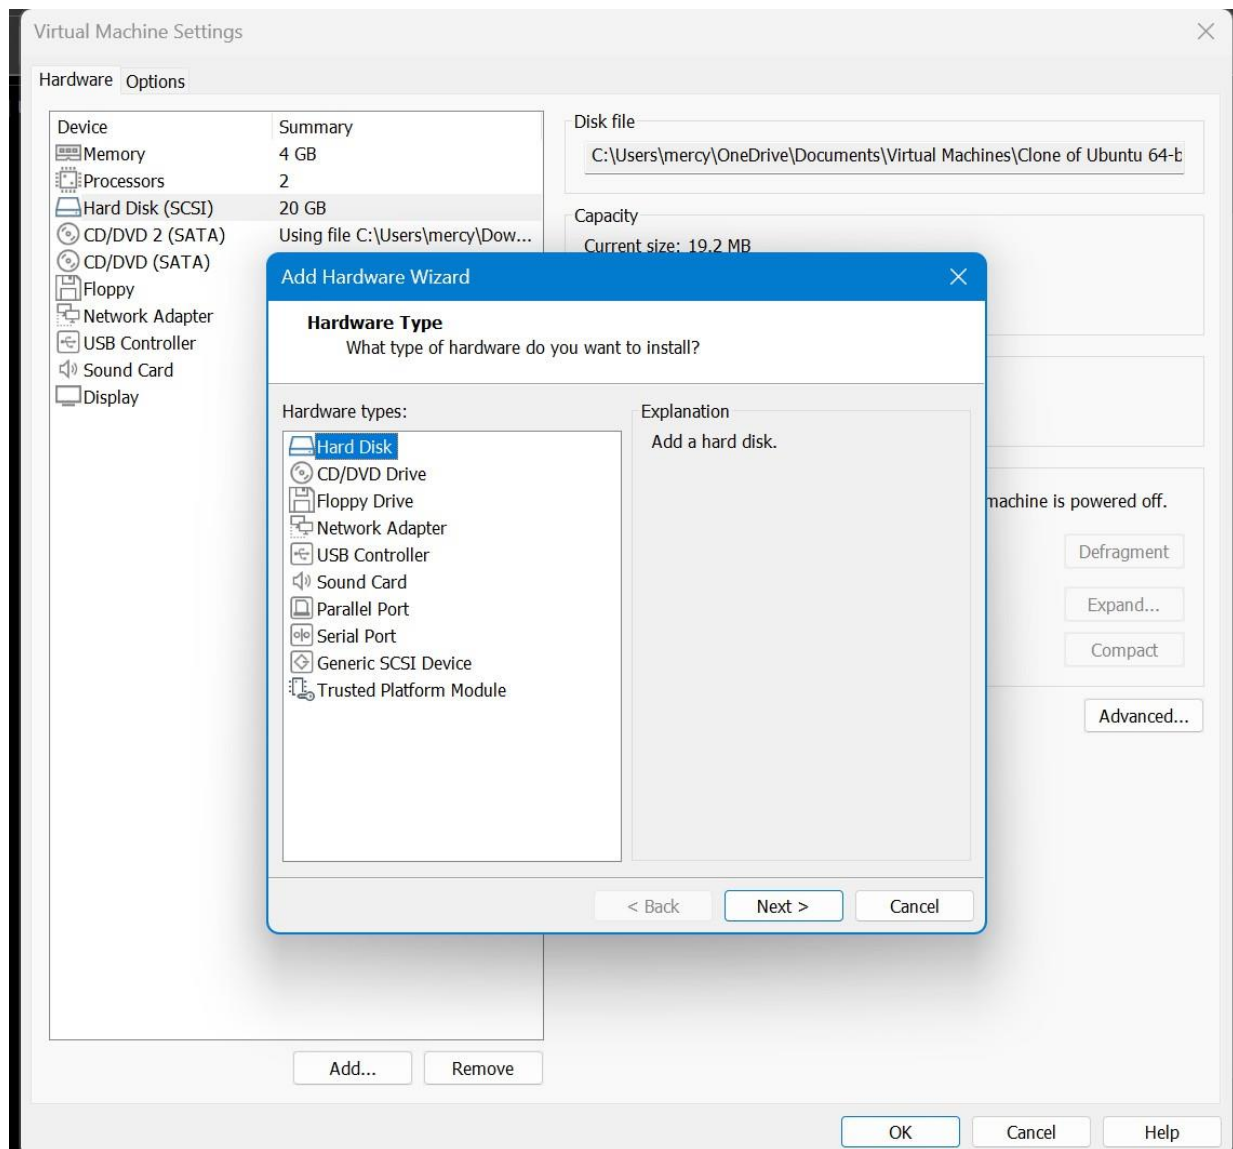 Virtual Machine Settings
Hardware Options
Device Summary
Memory 4 GB
Processors 2
Hard Disk (SCSI) 20 GB
CD/DVD 2 (SATA) Using file C:\Users\mercy\Dow...
CD/DVD (SATA)
Floppy
Network Adapter
USB Controller
Sound Card
Display
Add... Remove
Disk file
C:\Users\mercy\OneDrive\Documents\Virtual Machines\Clone of Ubuntu 64-b
Capacity
Current size: 19.2 MB
machine is powered off.
Defragment
Expand...
Compact
Advanced...
Add Hardware Wizard
Hardware Type
What type of hardware do you want to install?
Hardware types:
Hard Disk
CD/DVD Drive
Floppy Drive
Network Adapter
USB Controller
Sound Card
Parallel Port
Serial Port
Generic SCSI Device
Trusted Platform Module
Explanation
Add a hard disk.
< Back Next > Cancel
OK Cancel Help